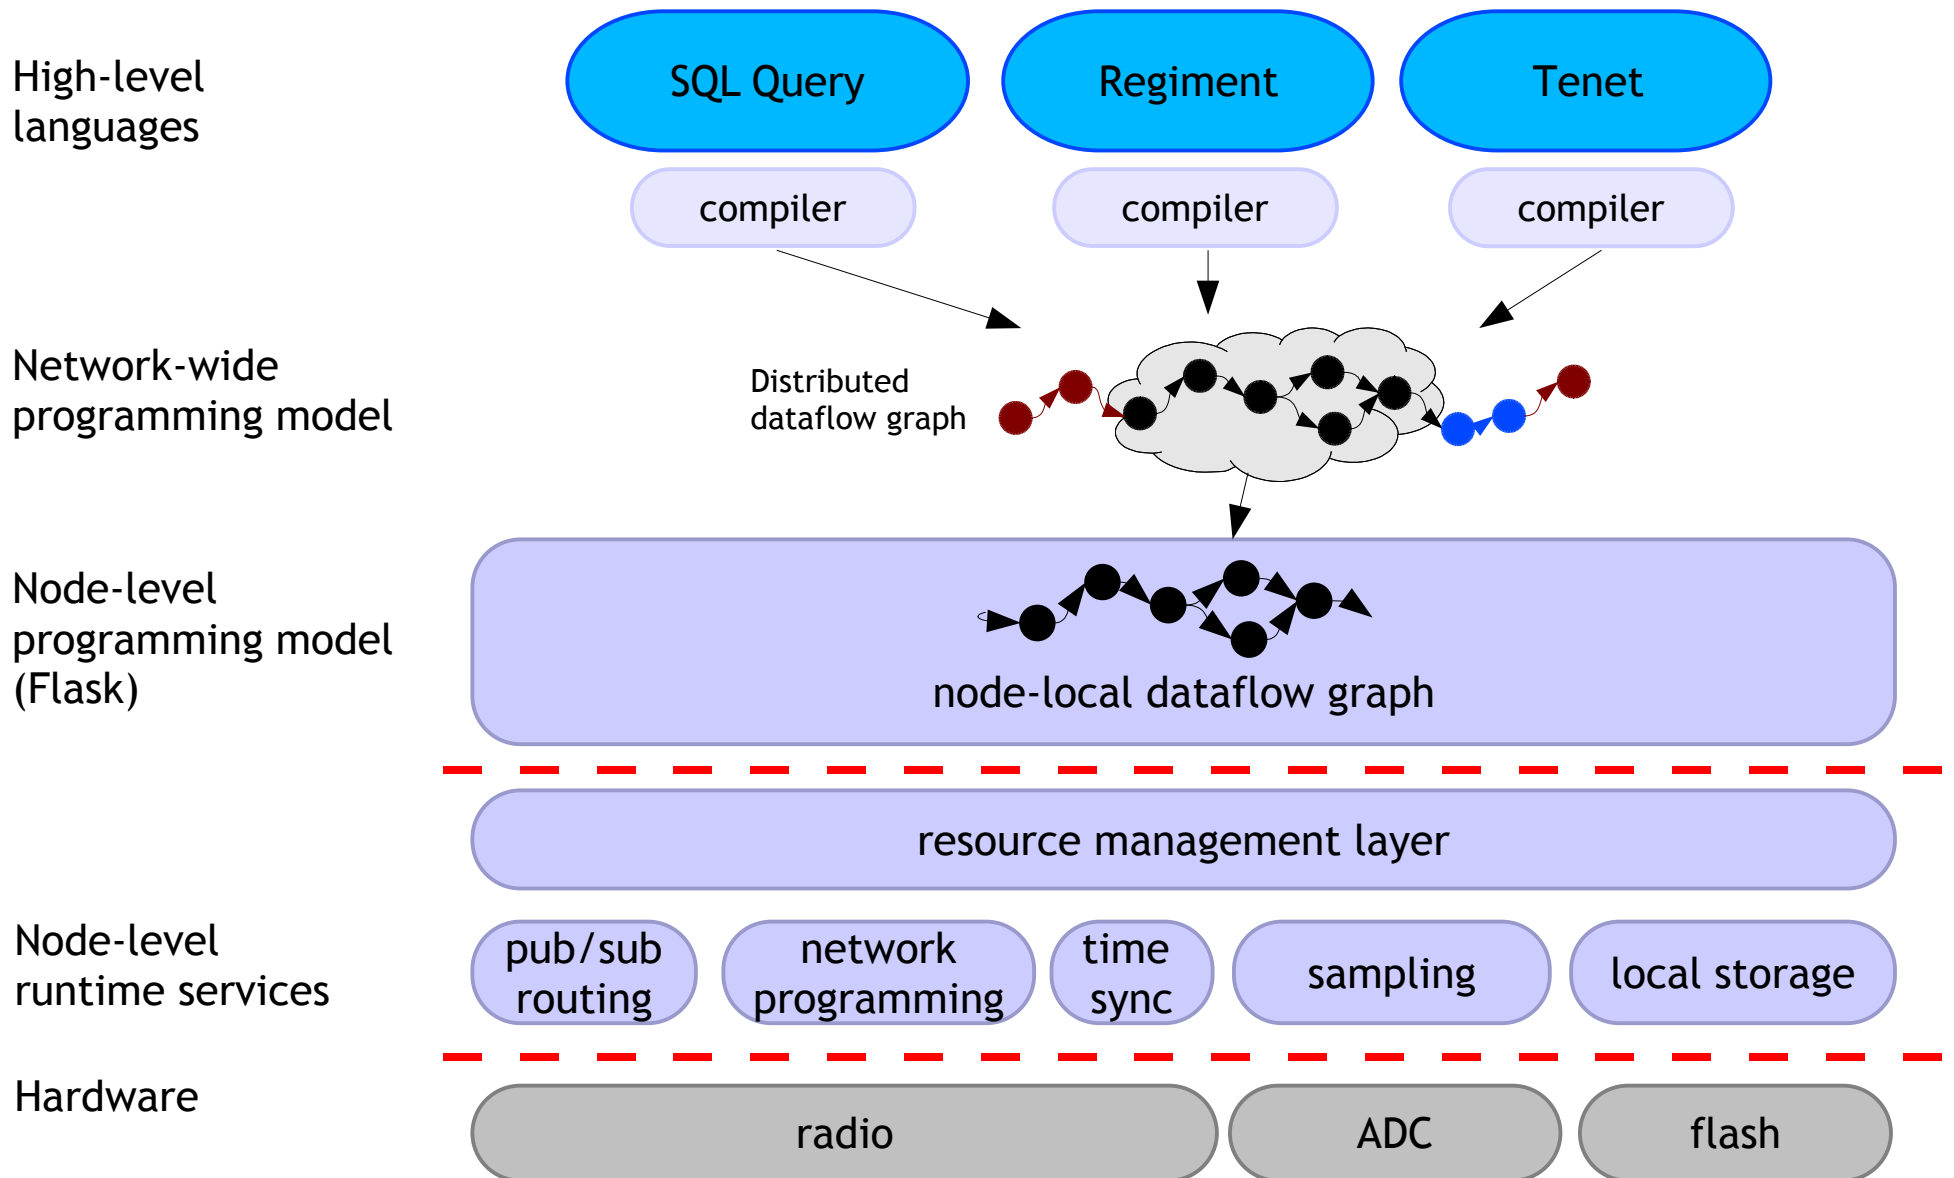 High-level
languages
SQL Query
Regiment
Tenet
compiler
compiler
compiler
Network-wide
programming model
Distributed
dataflow graph
Node-level
programming model
(Flask)
node-local dataflow graph
resource management layer
Node-level
runtime services
pub/sub
routing
network
programming
time
sync
sampling
local storage
Hardware
radio
ADC
flash